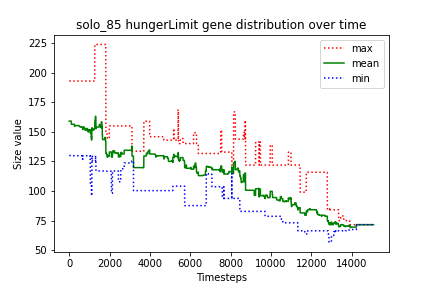 solo_85 hungerLimit gene distribution over time
Size value
225
200
175
150
125
100
75
50
max
mean
min
0
2000
4000
6000
8000
10000
12000
14000
Timesteps